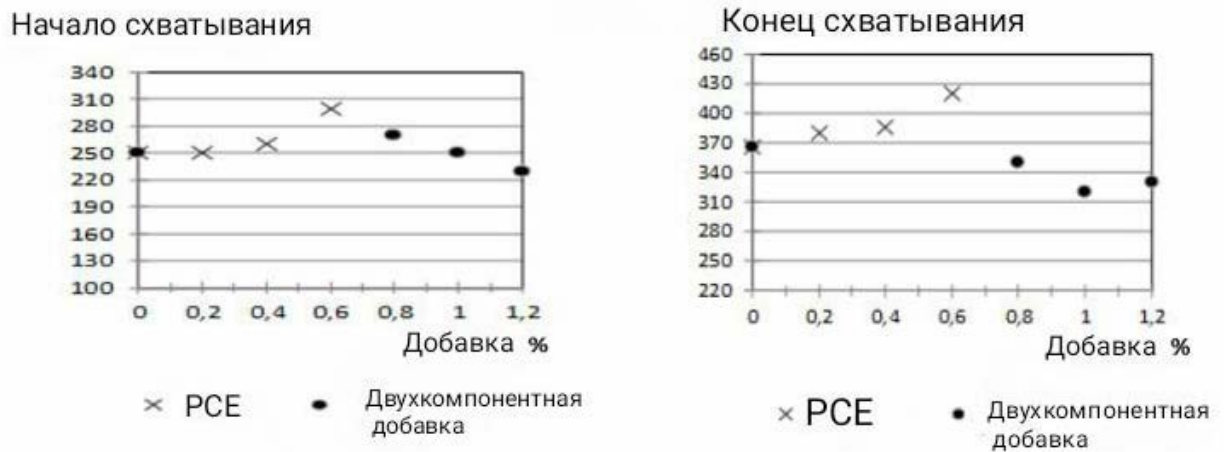 Начало схватывания
340
310
280
250
220
190
160
130
100
0 0,2 0,4 0,6 0,8 1 1,2
Добавка %
PCE
Двухкомпонентная
добавка
Конец схватывания
460
430
400
370
340
310
280
250
220
0 0,2 0,4 0,6 0,8 1 1,2
Добавка %
PCE
Двухкомпонентная
добавка